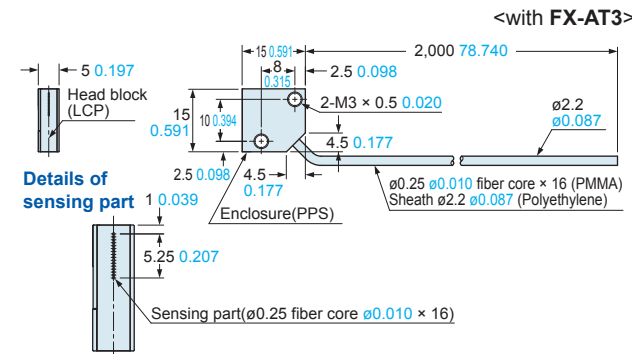 <with FX-AT3>
15 0.591
2,000 78.740
8
0.315
2.5 0.098
5 0.197
Head block
(LCP)
15
0.591
10 0.394
2-M3 × 0.5 0.020
ø2.2
ø0.087
4.5 0.177
2.5 0.098
4.5
0.177
ø0.25 ø0.010 fiber core × 16 (PMMA)
Sheath ø2.2 ø0.087 (Polyethylene)
Enclosure(PPS)
Details of
sensing part
1 0.039
5.25 0.207
Sensing part(ø0.25 fiber core ø0.010 × 16)